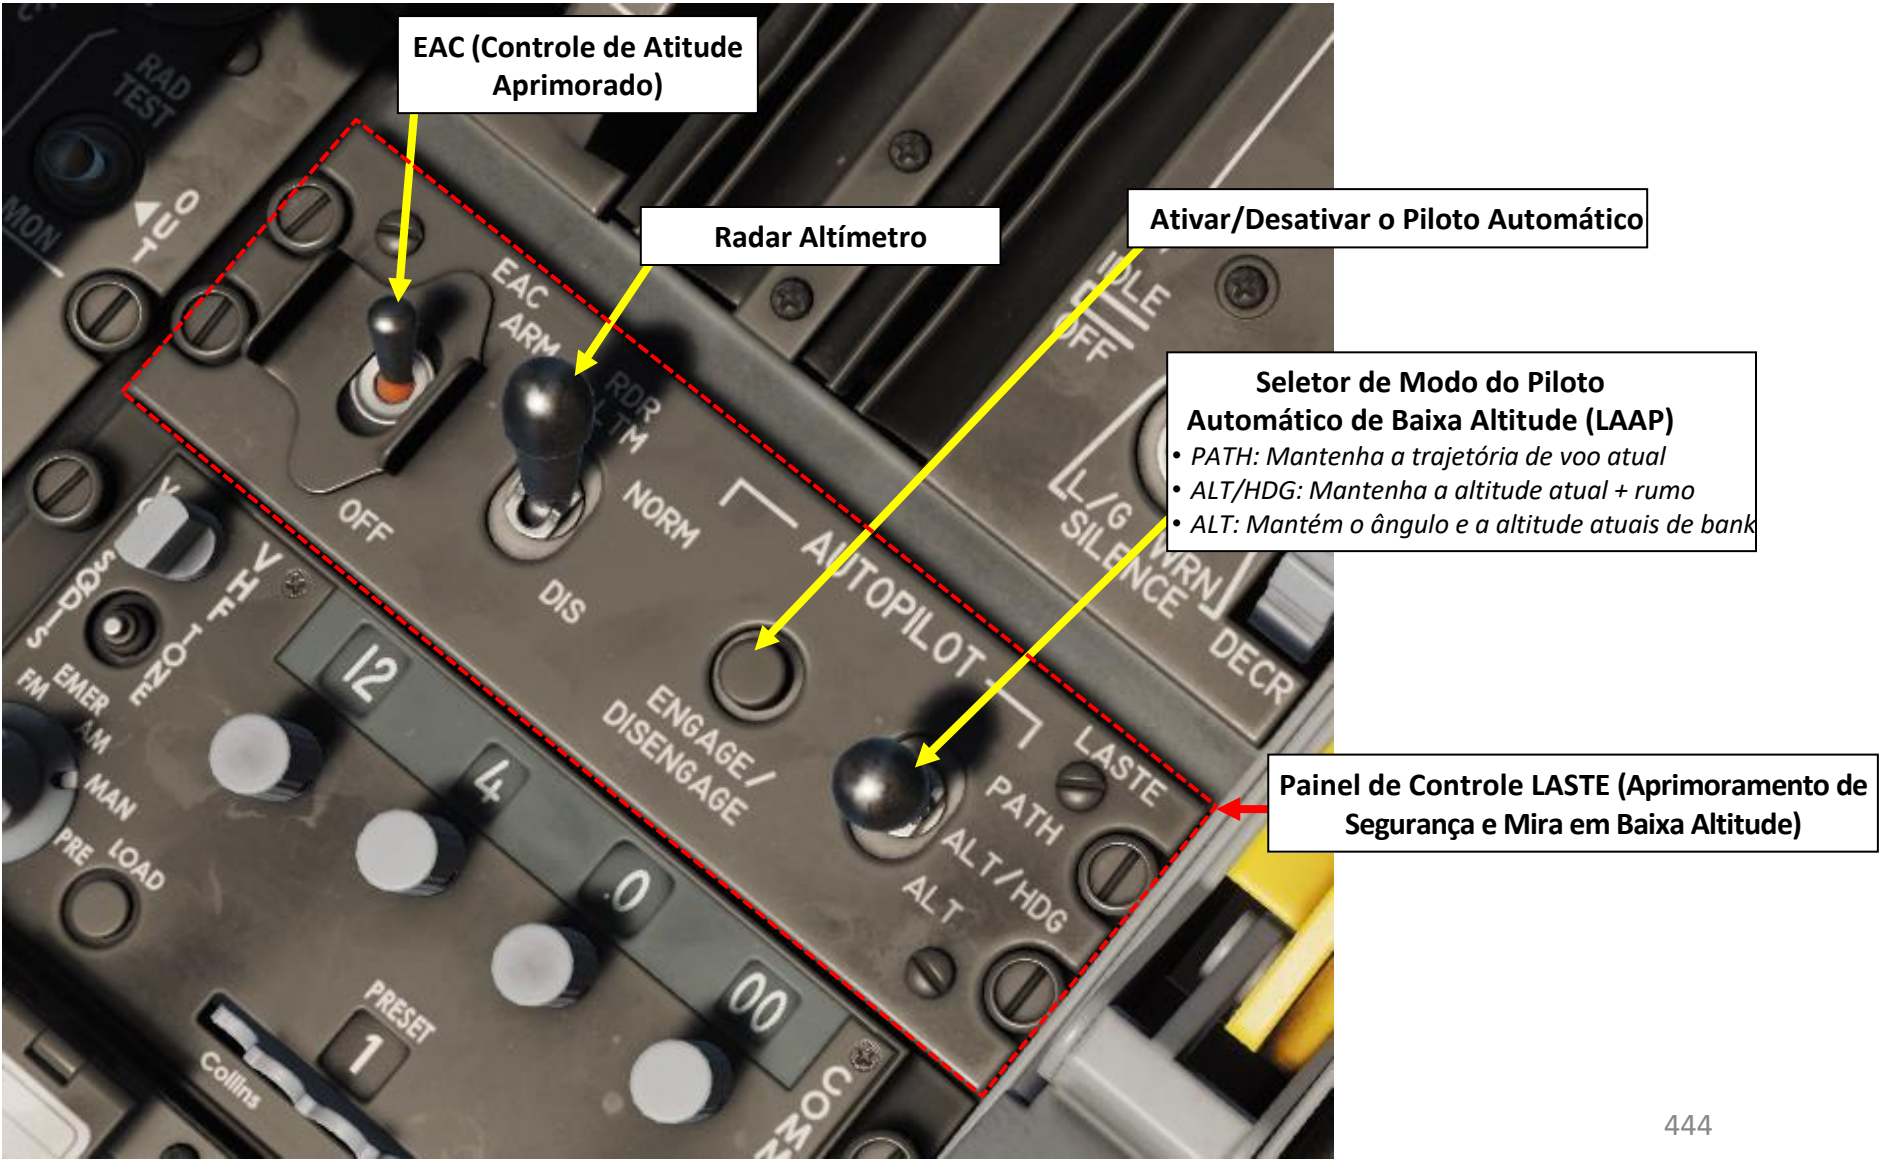 EAC (Controle de Atitude
Aprimorado)
Radar Altímetro
Ativar/Desativar o Piloto Automático
Seletor de Modo do Piloto
Automático de Baixa Altitude (LAAP)
• PATH: Mantenha a trajetória de voo atual
• ALT/HDG: Mantenha a altitude atual + rumo
• ALT: Mantém o ângulo e a altitude atuais de bank
Painel de Controle LASTE (Aprimoramento de
Segurança e Mira em Baixa Altitude)
RAD
TEST
MON
OUT
EAC
ARM
OFF
RDR
NORM
DIS
AUTOPILOT
ENGAGE/
DISENGAGE
LASTE
PATH
ALT/HDG
ALT
IDLE
OFF
L/G WRN
SILENCE
DECR
VHF
TONE
SQ DIS
EMER
FM
AM
MAN
PRE
LOAD
12
4
.0
00
PRESET
1
Collins
COMM
444